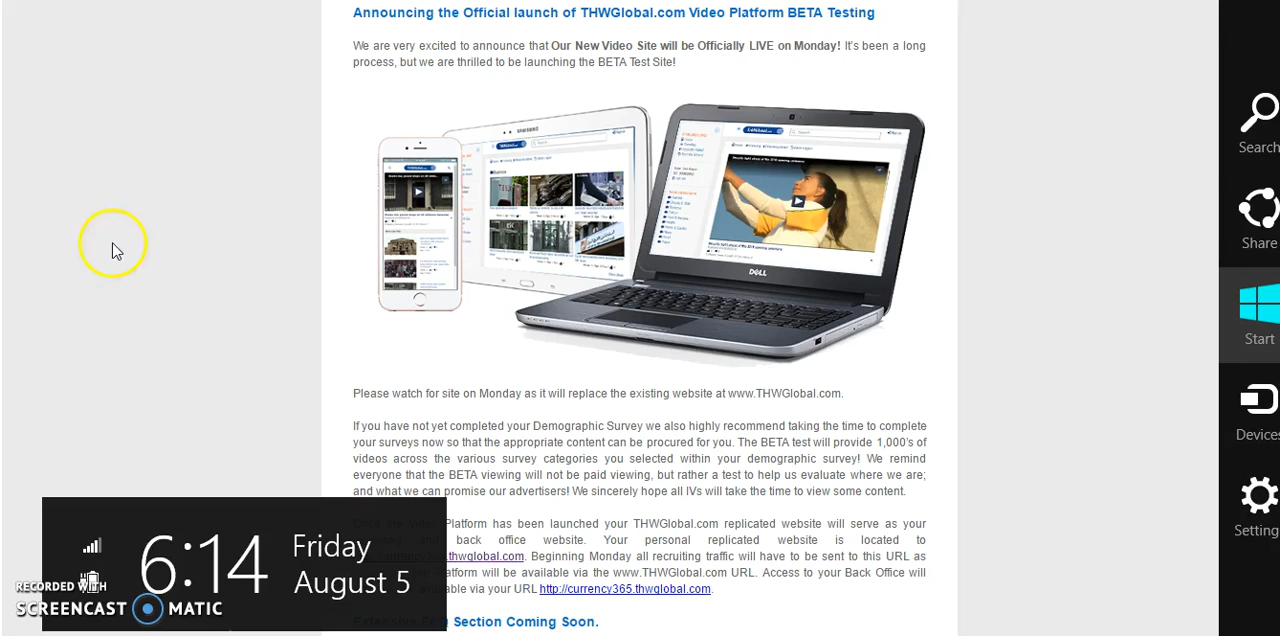 Announcing the Official launch of THWGlobal.com Video Platform BETA Testing
We are very excited to announce that Our New Video Site will be Officially LIVE on Monday! It's been a long
process, but we are thrilled to be launching the BETA Test Site!
SAMSUNG
DELL
Please watch for site on Monday as it will replace the existing website at www.THWGlobal.com.
If you have not yet completed your Demographic Survey we also highly recommend taking the time to complete
your surveys now so that the appropriate content can be procured for you. The BETA test will provide 1,000's of
videos across the various survey categories you selected within your demographic survey! We remind
everyone that the BETA viewing will not be paid viewing, but rather a test to help us evaluate where we are;
and what we can promise our advertisers! We sincerely hope all IVs will take the time to view some content.
Platform has been launched your THWGlobal.com replicated website will serve as your
back office website. Your personal replicated website is located to
.thwglobal.com. Beginning Monday all recruiting traffic will have to be sent to this URL as
atform will be available via the www.THWGlobal.com URL. Access to your Back Office will
able via your URL http://currency365.thwglobal.com.
Section Coming Soon.
6:14
Friday
August 5
RECORDED WITH
SCREENCAST MATIC
Search
Share
Start
Devices
Setting